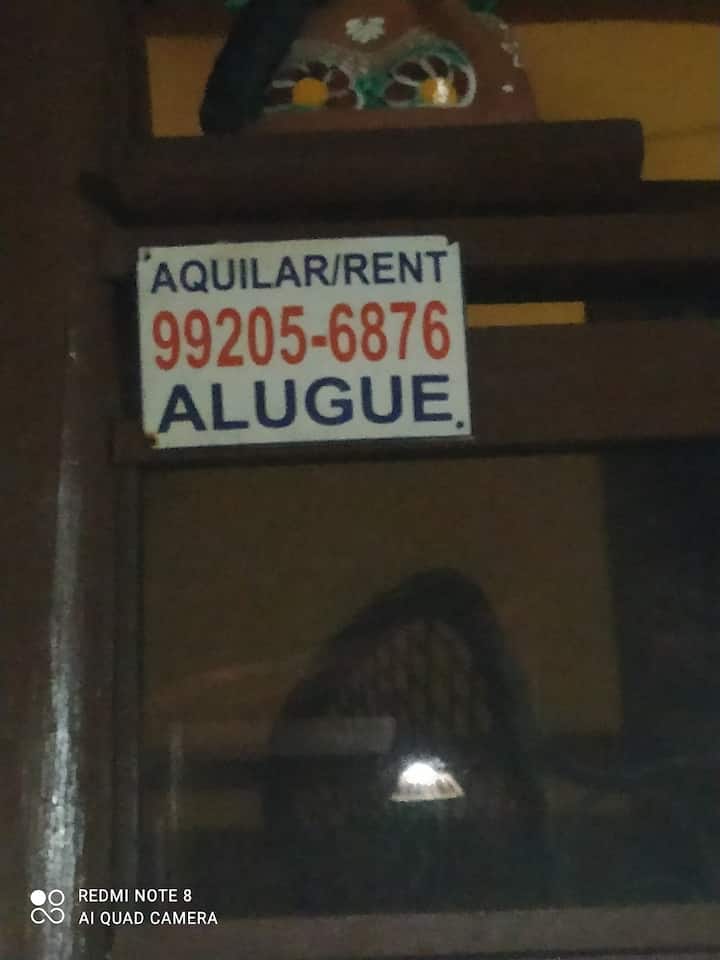 AQUILAR/RENT
99205-6876
ALUGUE.
REDMI NOTE 8
AI QUAD CAMERA